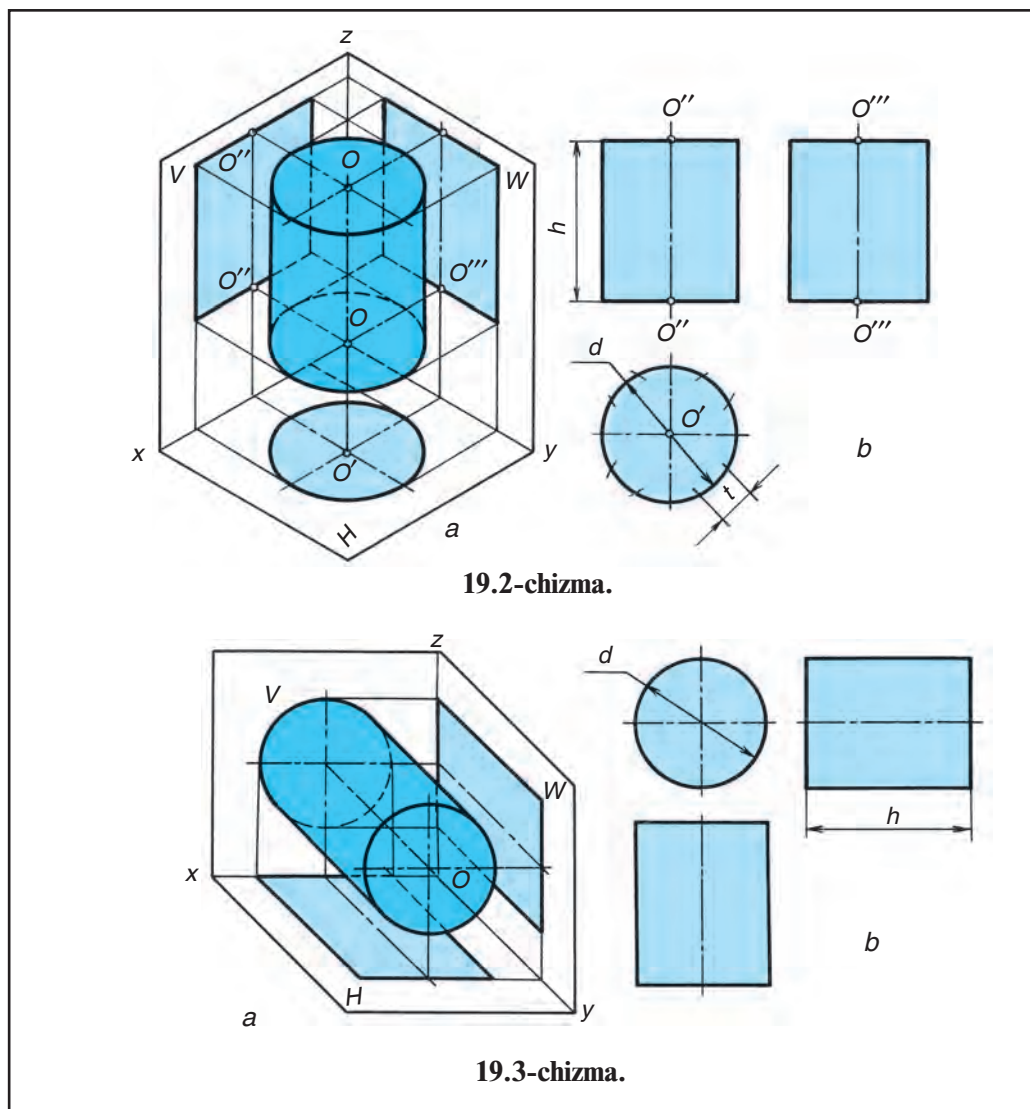 z
O″ O‴
O″ O
V W
h
O″ O‴
O
O″ O‴
d
O′
x O′ y b
t
H a
19.2-chizma.
z
d
V
W
h
x O
b
H
a y
19.3-chizma.